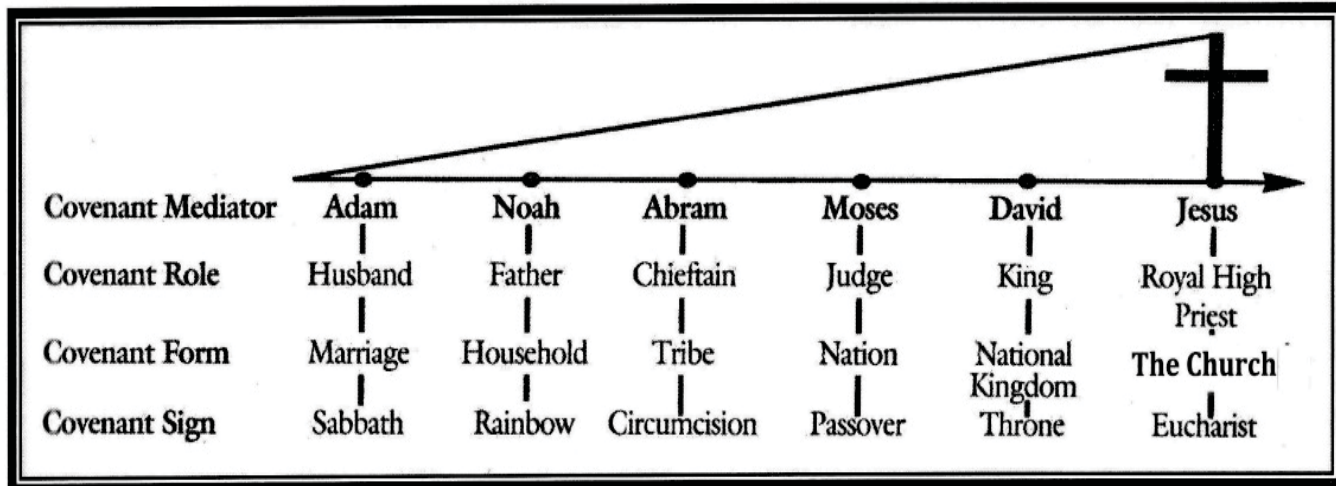 Covenant Mediator Adam Noah Abram Moses David Jesus
Covenant Role Husband Father Chieftain Judge King Royal High
Priest
Covenant Form Marriage Household Tribe Nation National The Church
Kingdom
Covenant Sign Sabbath Rainbow Circumcision Passover Throne Eucharist